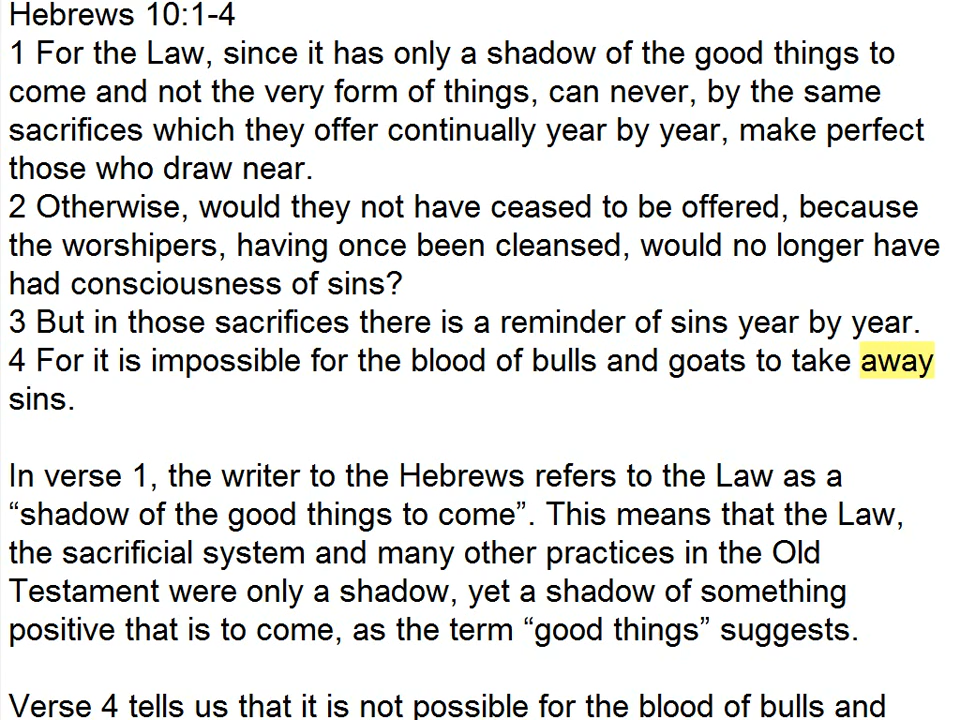 Hebrews 10:1-4
1 For the Law, since it has only a shadow of the good things to
come and not the very form of things, can never, by the same
sacrifices which they offer continually year by year, make perfect
those who draw near.
2 Otherwise, would they not have ceased to be offered, because
the worshipers, having once been cleansed, would no longer have
had consciousness of sins?
3 But in those sacrifices there is a reminder of sins year by year.
4 For it is impossible for the blood of bulls and goats to take away
sins.
In verse 1, the writer to the Hebrews refers to the Law as a
“shadow of the good things to come”. This means that the Law,
the sacrificial system and many other practices in the Old
Testament were only a shadow, yet a shadow of something
positive that is to come, as the term “good things” suggests.
Verse 4 tells us that it is not possible for the blood of bulls and